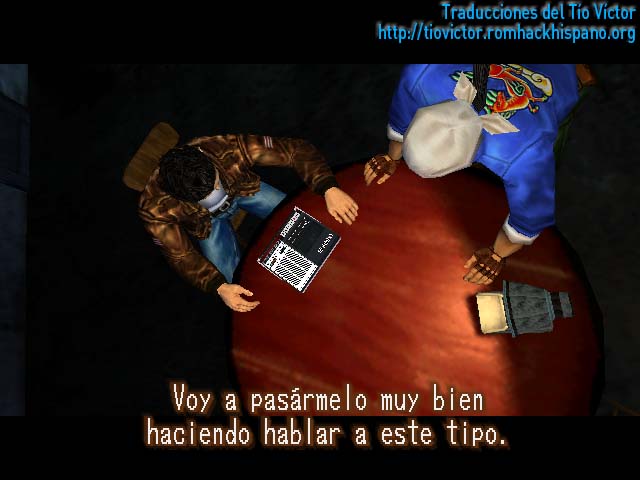 Traducciones del Tío Víctor
http://tiovictor.romhackhispano.org
Voy a pasármelo muy bien
haciendo hablar a este tipo.